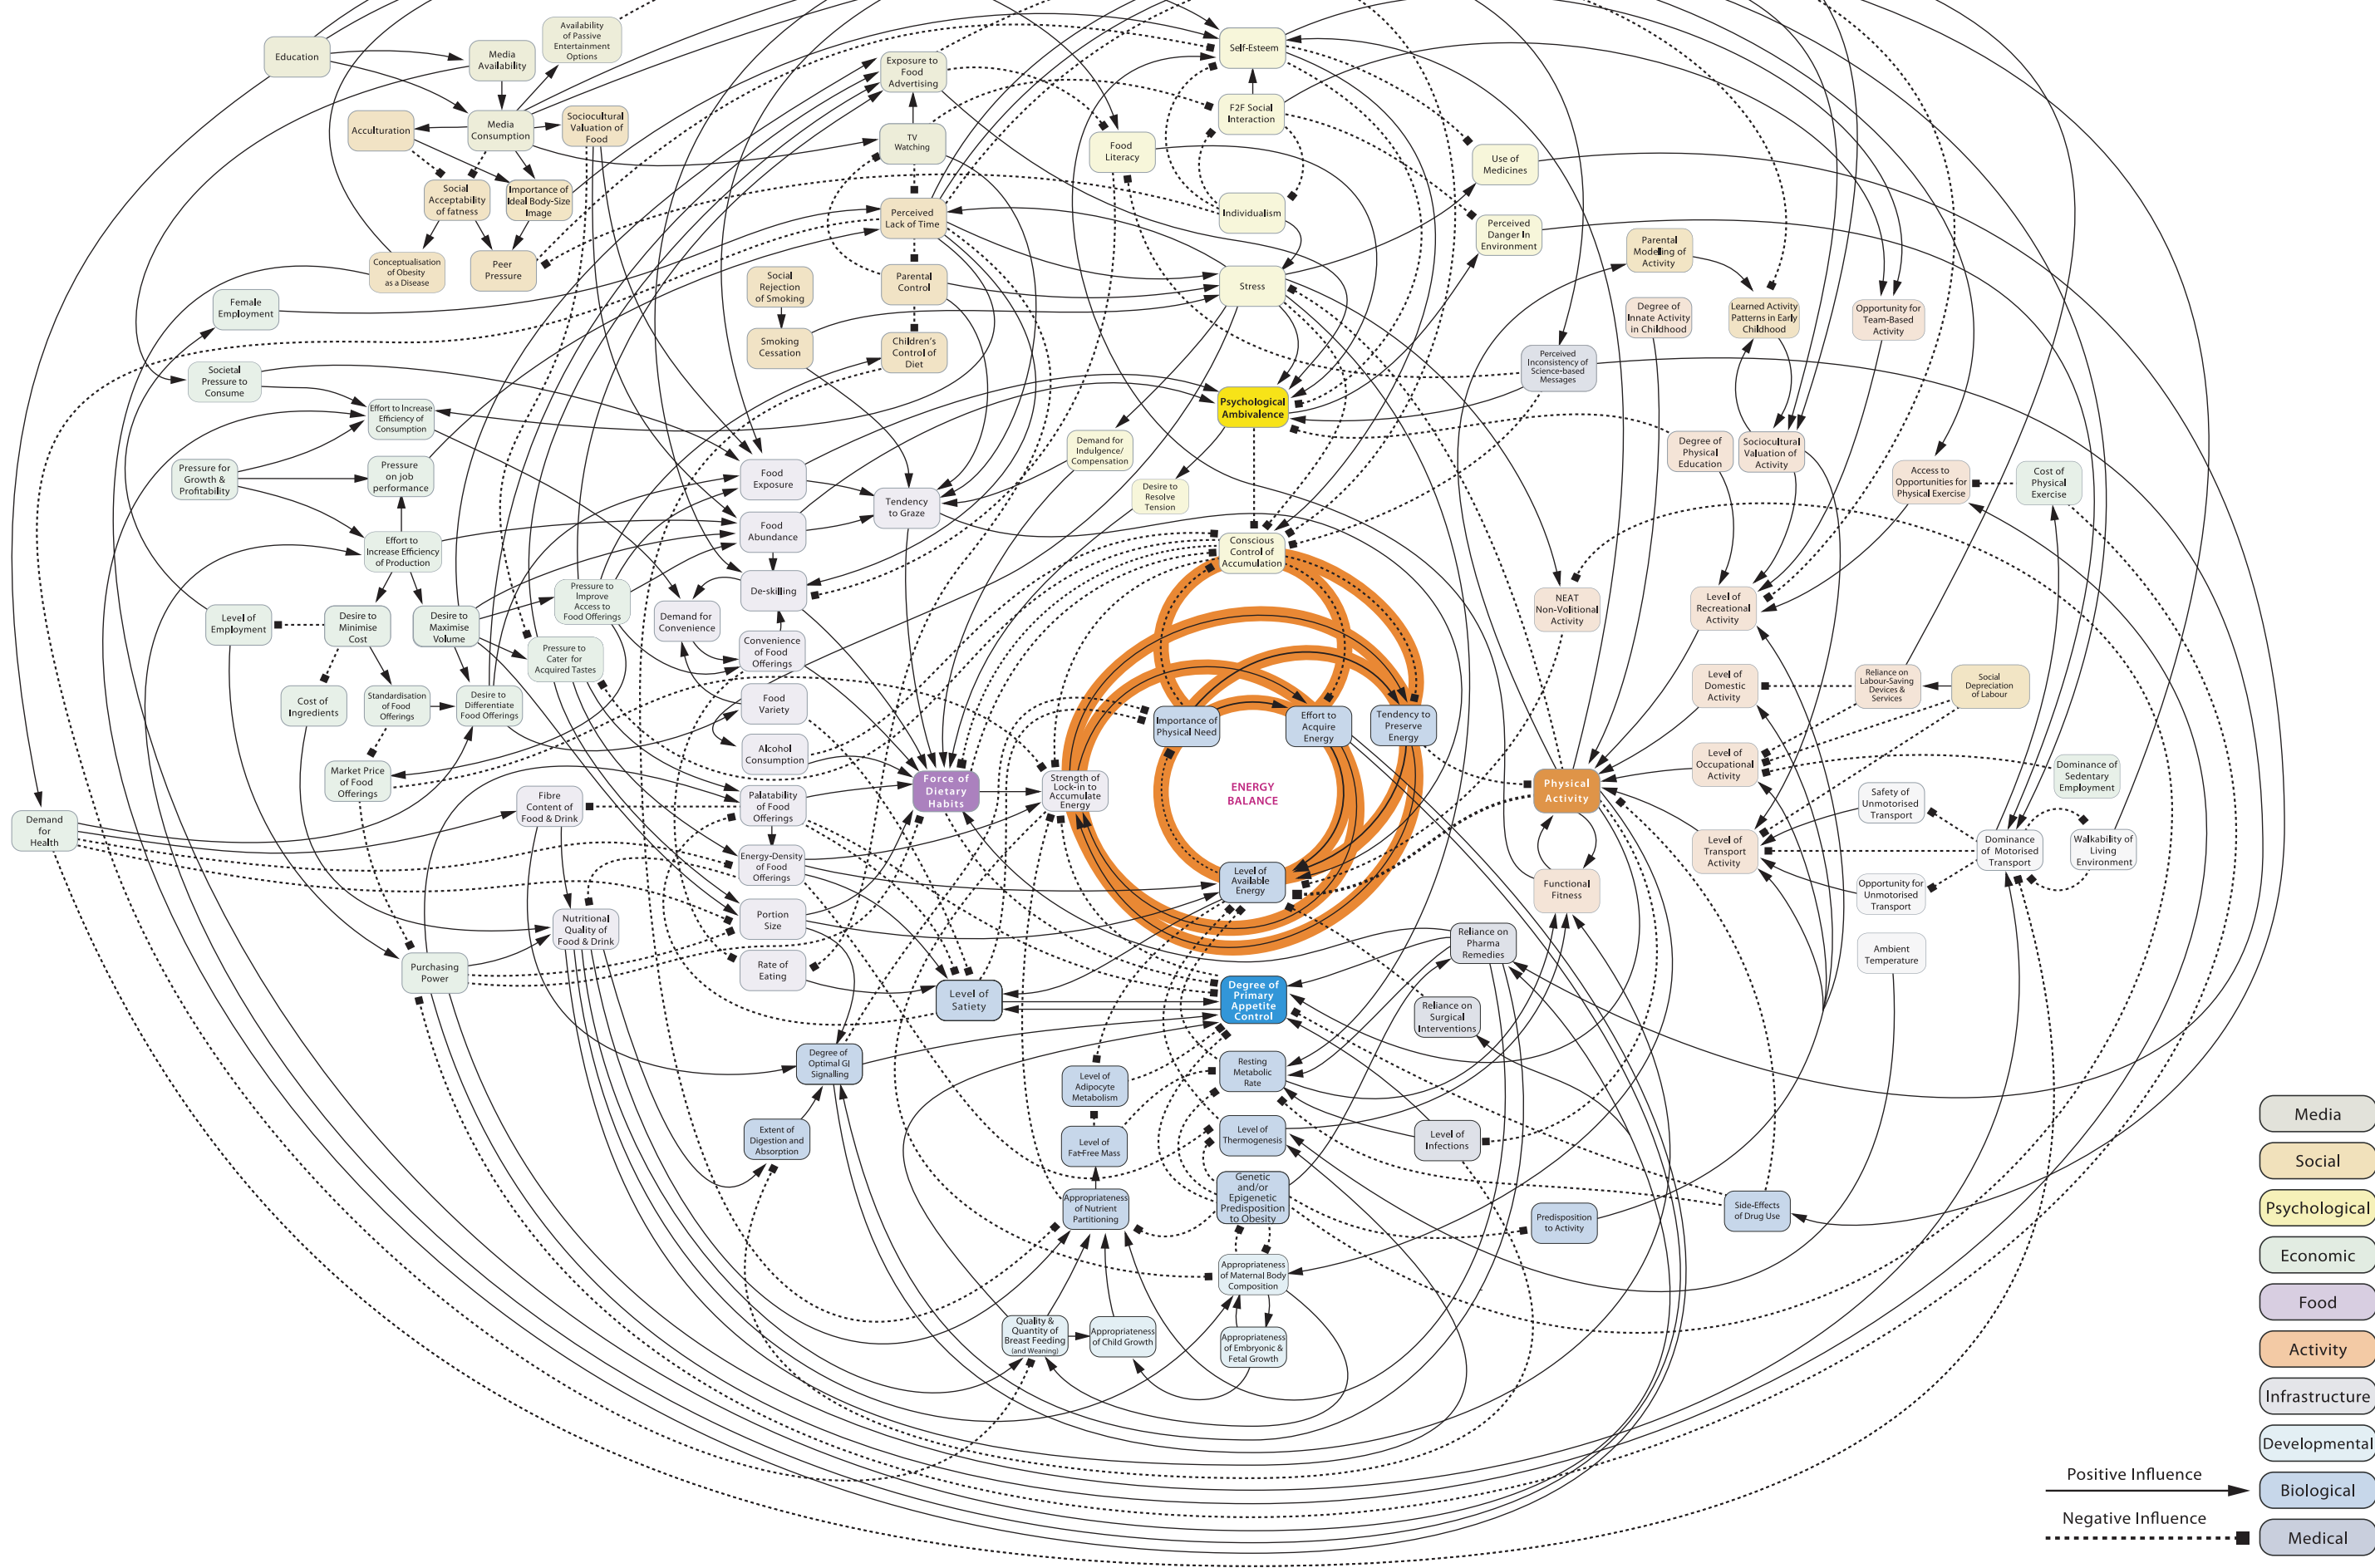 Education
Media
Availability
Availability
of Passive
Entertainment
Options
Acculturation
Media
Consumption
Sociocultural
Valuation of
Food
Social
Acceptability
of fatness
Importance of
Ideal Body-Size
Image
Conceptualisation
of Obesity
as a Disease
Peer
Pressure
Exposure to
Food
Advertising
TV
Watching
Perceived
Lack of Time
Parental
Control
Children's
Control of
Diet
Social
Rejection
of Smoking
Smoking
Cessation
Food
Literacy
Self-Esteem
F2F Social
Interaction
Individualism
Stress
Psychological
Ambivalence
Demand for
Indulgence/
Compensation
Desire to
Resolve
Tension
Conscious
Control of
Accumulation
Use of
Medicines
Perceived
Danger In
Environment
Parental
Modeling of
Activity
Degree of
Innate Activity
in Childhood
Learned Activity
Patterns in Early
Childhood
Opportunity for
Team-Based
Activity
Perceived
Inconsistency of
Science-based
Messages
Degree of
Physical
Education
Sociocultural
Valuation of
Activity
Access to
Opportunities for
Physical Exercise
Cost of
Physical
Exercise
Female
Employment
Societal
Pressure to
Consume
Effort to Increase
Efficiency of
Consumption
Pressure for
Growth &
Profitability
Pressure
on job
performance
Effort to
Increase Efficiency
of Production
Level of
Employment
Desire to
Minimise
Cost
Desire to
Maximise
Volume
Pressure to
Improve
Access to
Food Offerings
Pressure to
Cater for
Acquired Tastes
Cost of
Ingredients
Standardisation
of Food
Offerings
Desire to
Differentiate
Food Offerings
Market Price
of Food
Offerings
Demand
for
Health
Purchasing
Power
Food
Exposure
Food
Abundance
Tendency
to Graze
De-skilling
Demand for
Convenience
Convenience
of Food
Offerings
Food
Variety
Alcohol
Consumption
Force of
Dietary
Habits
Palatability
of Food
Offerings
Fibre
Content of
Food & Drink
Energy-Density
of Food
Offerings
Portion
Size
Nutritional
Quality of
Food & Drink
Rate of
Eating
Strength of
Lock-in to
Accumulate
Energy
Importance of
Physical Need
Effort to
Acquire
Energy
Tendency to
Preserve
Energy
ENERGY
BALANCE
Level of
Available
Energy
NEAT
Non-Volitional
Activity
Level of
Recreational
Activity
Level of
Domestic
Activity
Reliance on
Labour-Saving
Devices &
Services
Social
Depreciation
of Labour
Physical
Activity
Level of
Occupational
Activity
Dominance of
Sedentary
Employment
Safety of
Unmotorised
Transport
Level of
Transport
Activity
Dominance
of Motorised
Transport
Walkability of
Living
Environment
Functional
Fitness
Opportunity for
Unmotorised
Transport
Ambient
Temperature
Level of
Satiety
Degree of
Primary
Appetite
Control
Reliance on
Pharma
Remedies
Reliance on
Surgical
Interventions
Degree of
Optimal GI
Signalling
Extent of
Digestion and
Absorption
Level of
Adipocyte
Metabolism
Level of
Fat-Free Mass
Appropriateness
of Nutrient
Partitioning
Resting
Metabolic
Rate
Level of
Thermogenesis
Genetic
and/or
Epigenetic
Predisposition
to Obesity
Level of
Infections
Predisposition
to Activity
Side-Effects
of Drug Use
Appropriateness
of Maternal Body
Composition
Quality &
Quantity of
Breast Feeding
(and Weaning)
Appropriateness
of Child Growth
Appropriateness
of Embryonic &
Fetal Growth
Media
Social
Psychological
Economic
Food
Activity
Infrastructure
Developmental
Biological
Medical
Positive Influence
Negative Influence